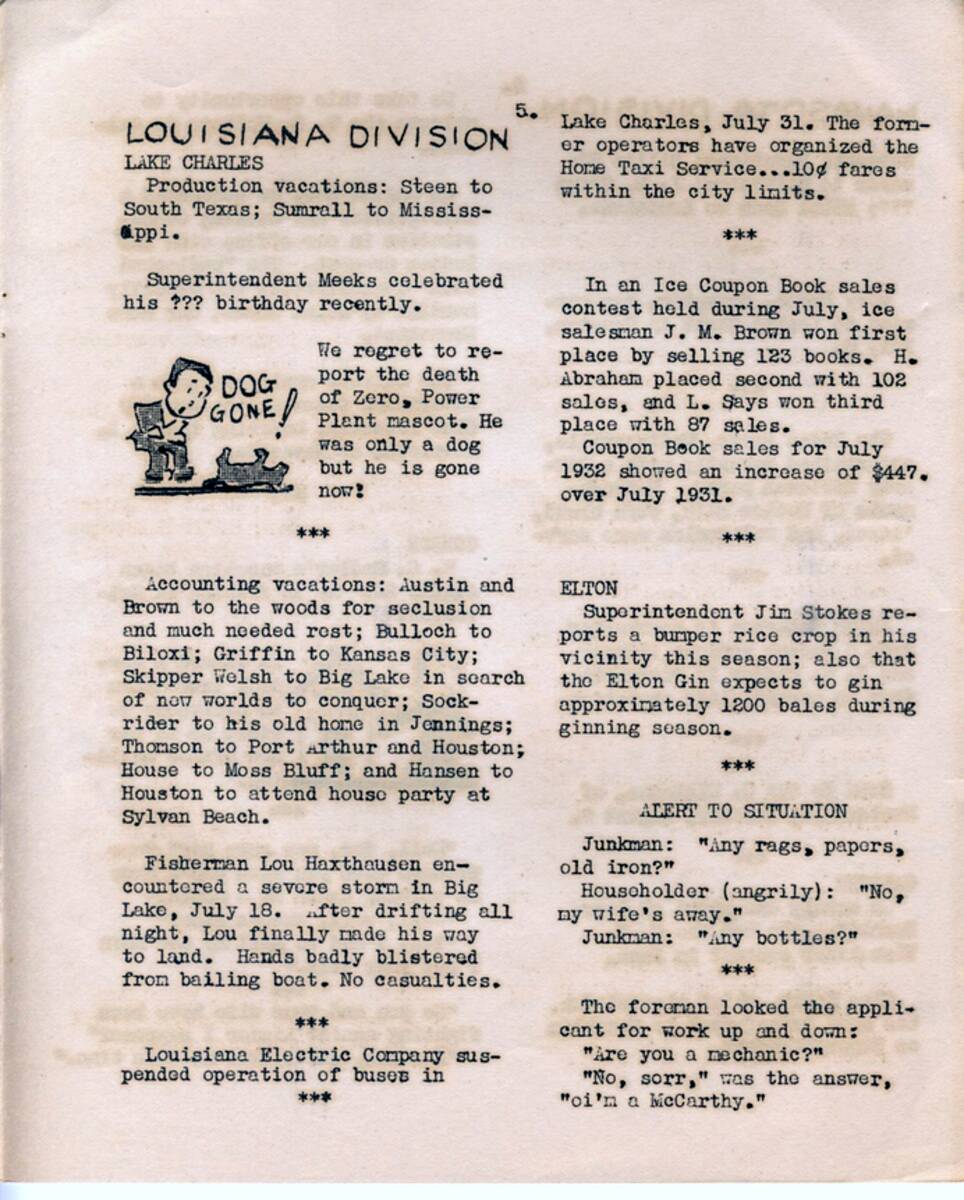 5.
LOUISIANA DIVISION
LAKE CHARLES
Production vacations: Steen to
South Texas; Sumrall to Missis-
sippi.
Superintendent Meeks celebrated
his ??? birthday recently.
DOG
GONE!
We regret to re-
port the death
of Zero, Power
Plant mascot. He
was only a dog
but he is gone
now!
***
Accounting vacations: Austin and
Brown to the woods for seclusion
and much needed rest; Bulloch to
Biloxi; Griffin to Kansas City;
Skipper Welsh to Big Lake in search
of new worlds to conquer; Sock-
rider to his old home in Jennings;
Thomson to Port Arthur and Houston;
House to Moss Bluff; and Hansen to
Houston to attend house party at
Sylvan Beach.
Fisherman Lou Haxthausen en-
countered a severe storm in Big
Lake, July 18. After drifting all
night, Lou finally made his way
to land. Hands badly blistered
from bailing boat. No casualties.
***
Louisiana Electric Company sus-
pended operation of buses in
***
Lake Charles, July 31. The form-
er operators have organized the
Home Taxi Service...10¢ fares
within the city limits.
***
In an Ice Coupon Book sales
contest held during July, ice
salesman J. M. Brown won first
place by selling 123 books. H.
Abraham placed second with 102
sales, and L. Says won third
place with 87 sales.
Coupon Book sales for July
1932 showed an increase of $447.
over July 1931.
***
ELTON
Superintendent Jim Stokes re-
ports a bumper rice crop in his
vicinity this season; also that
the Elton Gin expects to gin
approximately 1200 bales during
ginning season.
***
ALERT TO SITUATION
Junkman: "Any rags, papers,
old iron?"
Householder (angrily): "No,
my wife's away."
Junkman: "Any bottles?"
***
The foreman looked the appli-
cant for work up and down:
"Are you a mechanic?"
"No, sorr," was the answer,
"oi'm a McCarthy."